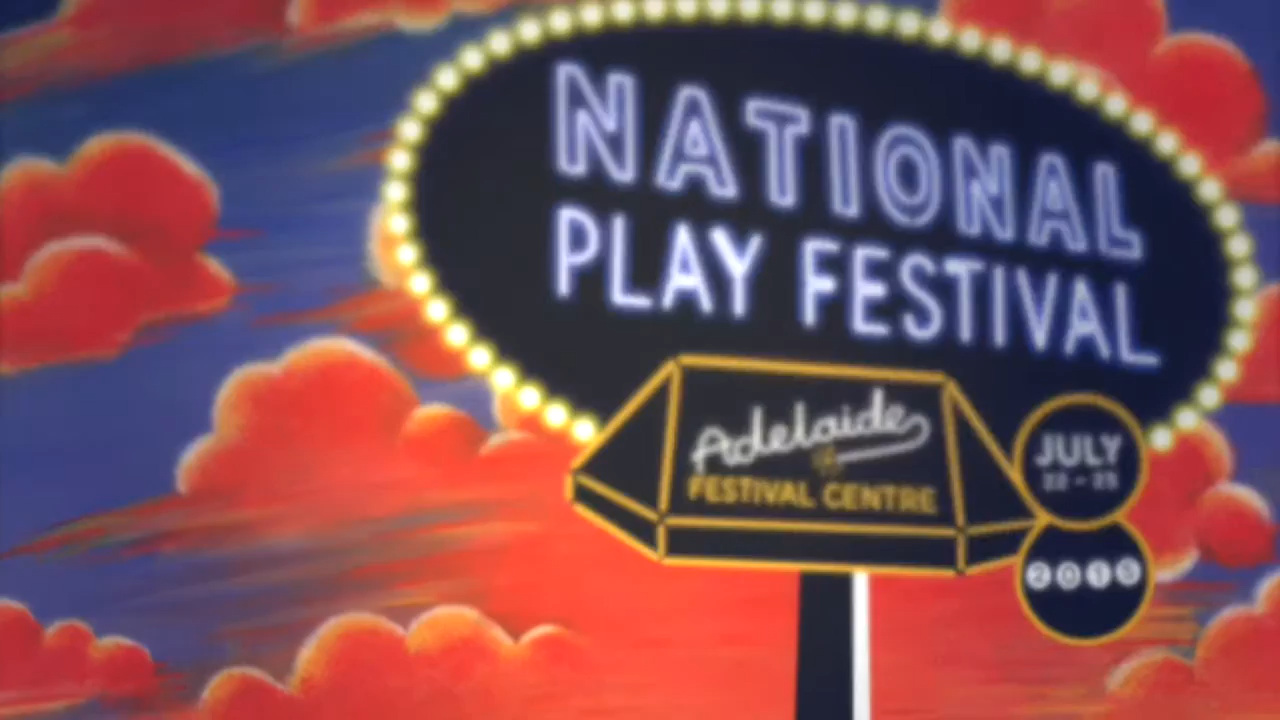 NATIONAL
PLAY FESTIVAL
Adelaide
FESTIVAL CENTRE
JULY
2015